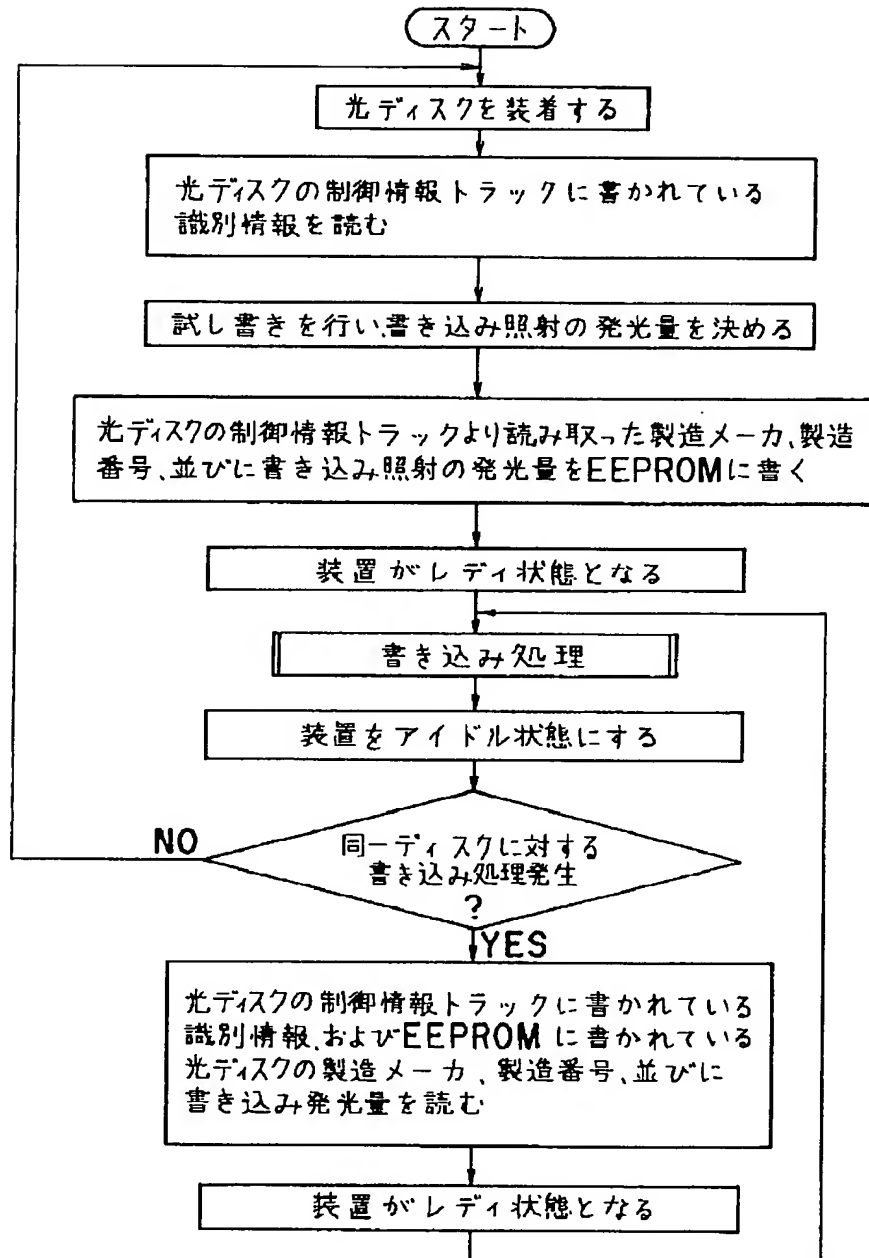 スタート
光ディスクを装着する
光ディスクの制御情報トラックに書かれている
識別情報を読む
試し書きを行い、書き込み照射の発光量を決める
光ディスクの制御情報トラックより読み取った製造メーカ、製造
番号、並びに書き込み照射の発光量をEEPROMに書く
装置がレディ状態となる
書き込み処理
装置をアイドル状態にする
NO
同一ディスクに対する
書き込み処理発生
?
YES
光ディスクの制御情報トラックに書かれている
識別情報、およびEEPROMに書かれている
光ディスクの製造メーカ、製造番号、並びに
書き込み発光量を読む
装置がレディ状態となる